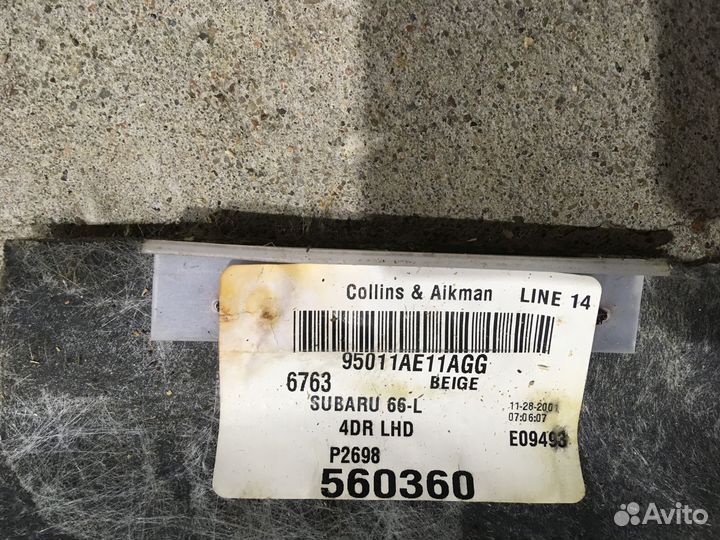 Collins & Aikman LINE 14
95011AE11AGG
6763 BEIGE
SUBARU 66-L 11-28-2001
07:06:07
4DR LHD E09493
P2698
560360
Avito